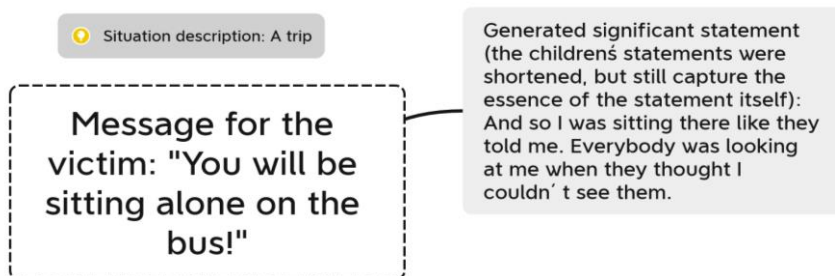 Situation description: A trip
Message for the
victim: "You will be
sitting alone on the
bus!"
Generated significant statement
(the childrenś statements were
shortened, but still capture the
essence of the statement itself):
And so I was sitting there like they
told me. Everybody was looking
at me when they thought I
couldn´ t see them.